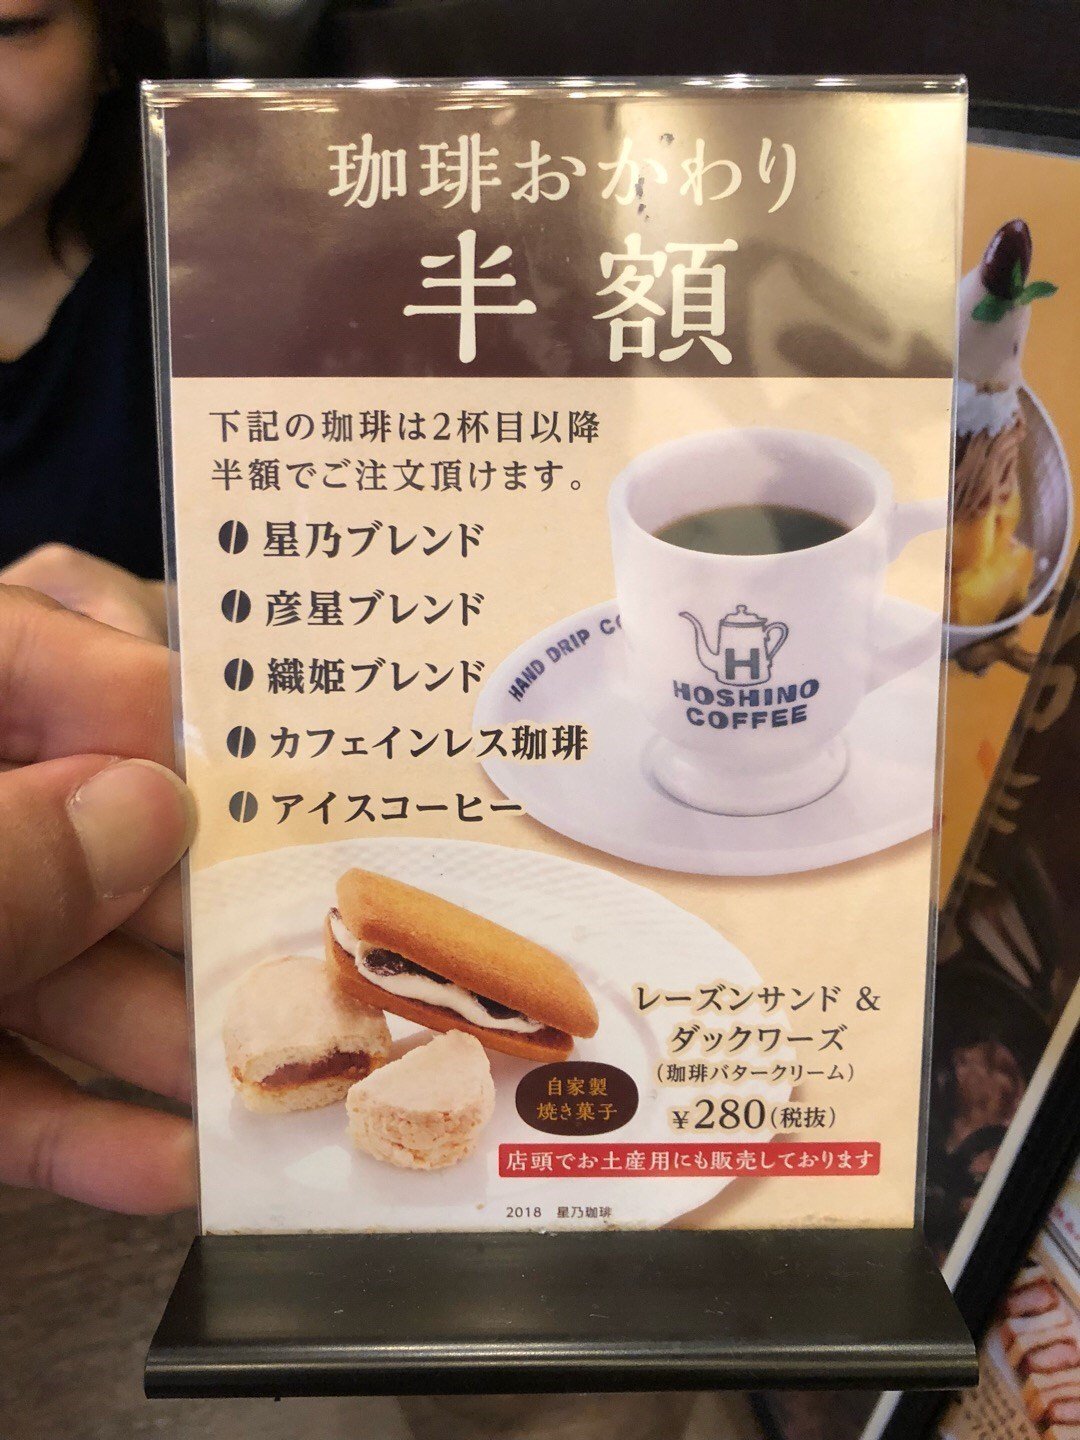 珈琲おかわり
半額
下記の珈琲は2杯目以降
半額でご注文頂けます。
星乃ブレンド
彦星ブレンド
織姫ブレンド
カフェインレス珈琲
アイスコーヒー
HAND DRIP
H
HOSHINO
COFFEE
レーズンサンド &
ダックワーズ
(珈琲バタークリーム)
¥280(税抜)
自家製
焼き菓子
店頭でお土産用にも販売しております
2018 星乃珈琲